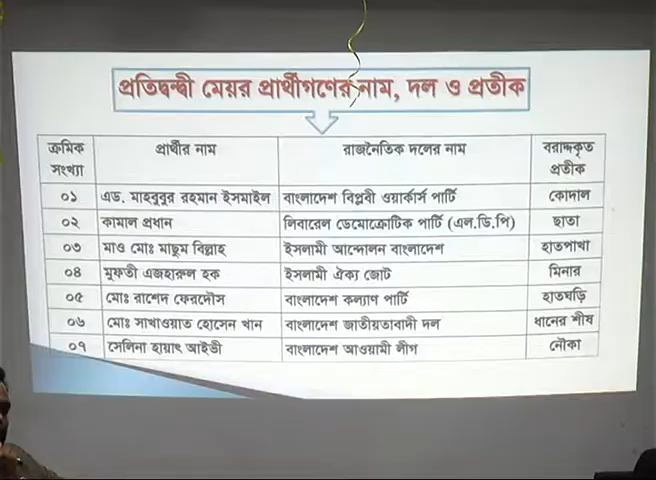 প্রতিদ্বন্দ্বী মেয়র প্রার্থীগণের নাম, দল ও প্রতীক
ক্রমিক সংখ্যা প্রার্থীর নাম রাজনৈতিক দলের নাম বরাদ্দকৃত প্রতীক
০১ এড. মাহবুবুর রহমান ইসমাইল বাংলাদেশ বিপ্লবী ওয়ার্কার্স পার্টি কোদাল
০২ কামাল প্রধান লিবারেল ডেমোক্রেটিক পার্টি (এল.ডি.পি) ছাতা
০৩ মাও মোঃ মাছুম বিল্লাহ ইসলামী আন্দোলন বাংলাদেশ হাতপাখা
০৪ মুফতী এজহারুল হক ইসলামী ঐক্য জোট মিনার
০৫ মোঃ রাশেদ ফেরদৌস বাংলাদেশ কল্যাণ পার্টি হাতঘড়ি
০৬ মোঃ সাখাওয়াত হোসেন খান বাংলাদেশ জাতীয়তাবাদী দল ধানের শীষ
০৭ সেলিনা হায়াৎ আইভী বাংলাদেশ আওয়ামী লীগ নৌকা